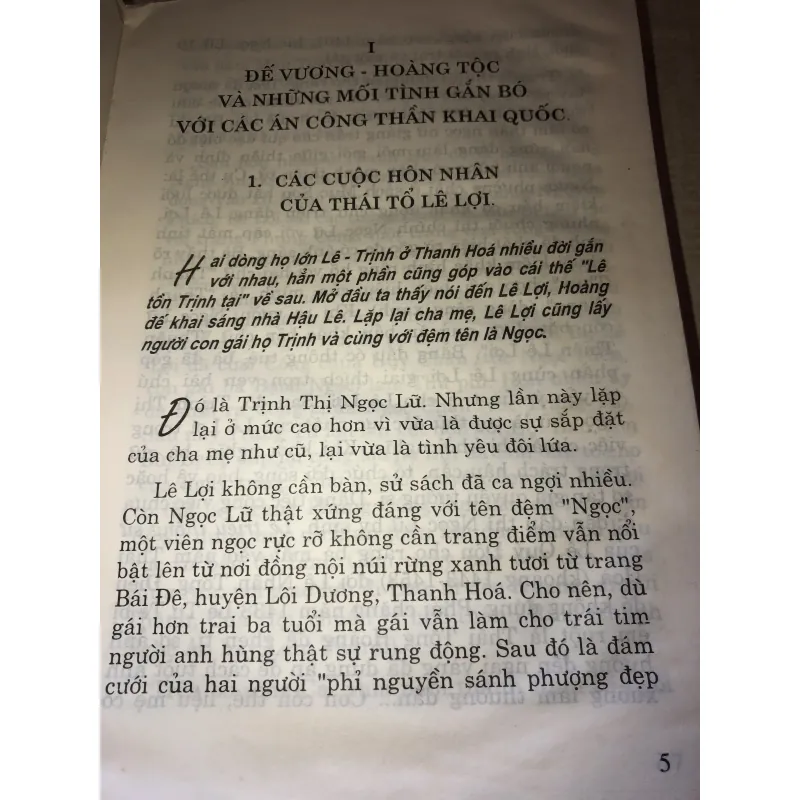 I
ĐẾ VƯƠNG - HOÀNG TỘC
VÀ NHỮNG MỐI TÌNH GẮN BÓ
VỚI CÁC ÁN CÔNG THẦN KHAI QUỐC.
1. CÁC CUỘC HÔN NHÂN
CỦA THÁI TỔ LÊ LỢI.
Hai dòng họ lớn Lê - Trịnh ở Thanh Hoá nhiều đời gắn
với nhau, hẳn một phần cũng góp vào cái thế "Lê
tồn Trịnh tại" về sau. Mở đầu ta thấy nói đến Lê Lợi, Hoàng
đế khai sáng nhà Hậu Lê. Lặp lại cha mẹ, Lê Lợi cũng lấy
người con gái họ Trịnh và cùng với đệm tên là Ngọc.
Đó là Trịnh Thị Ngọc Lữ. Nhưng lần này lặp
lại ở mức cao hơn vì vừa là được sự sắp đặt
của cha mẹ như cũ, lại vừa là tình yêu đôi lứa.
Lê Lợi không cần bàn, sử sách đã ca ngợi nhiều.
Còn Ngọc Lữ thật xứng đáng với tên đệm "Ngọc",
một viên ngọc rực rỡ không cần trang điểm vẫn nổi
bật lên từ nơi đồng nội núi rừng xanh tươi từ trang
Bái Đê, huyện Lôi Dương, Thanh Hoá. Cho nên, dù
gái hơn trai ba tuổi mà gái vẫn làm cho trái tim
người anh hùng thật sự rung động. Sau đó là đám
cưới của hai người "phỉ nguyền sánh phượng đẹp
5